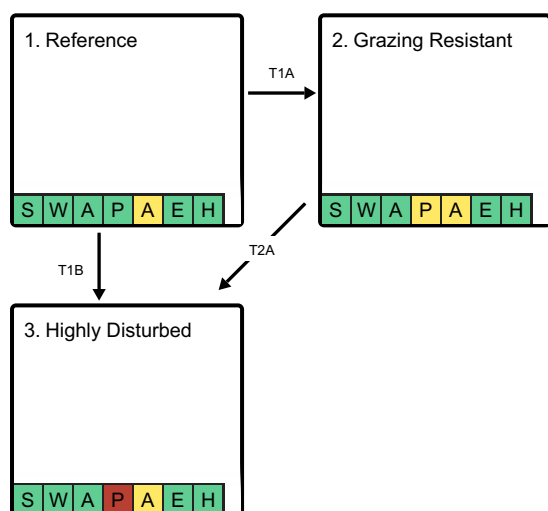 1. Reference
T1A
2. Grazing Resistant
S W A P A E H
S W A P A E H
T1B
T2A
3. Highly Disturbed
S W A P A E H